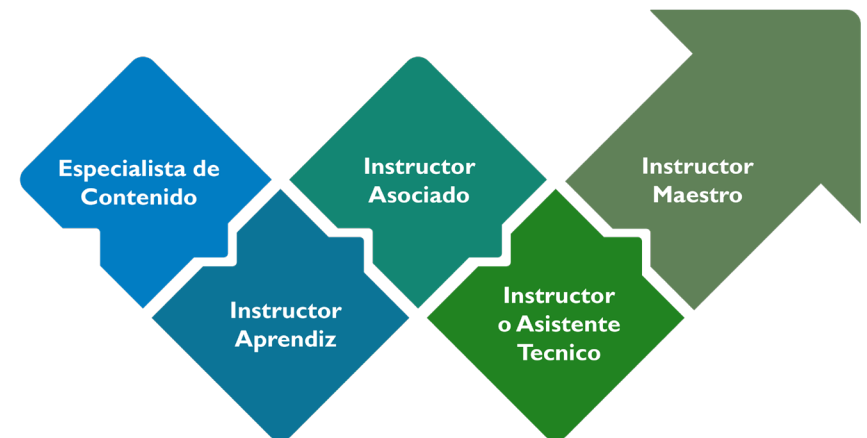 Especialista de
Contenido
Instructor
Aprendiz
Instructor
Asociado
Instructor
o Asistente
Tecnico
Instructor
Maestro